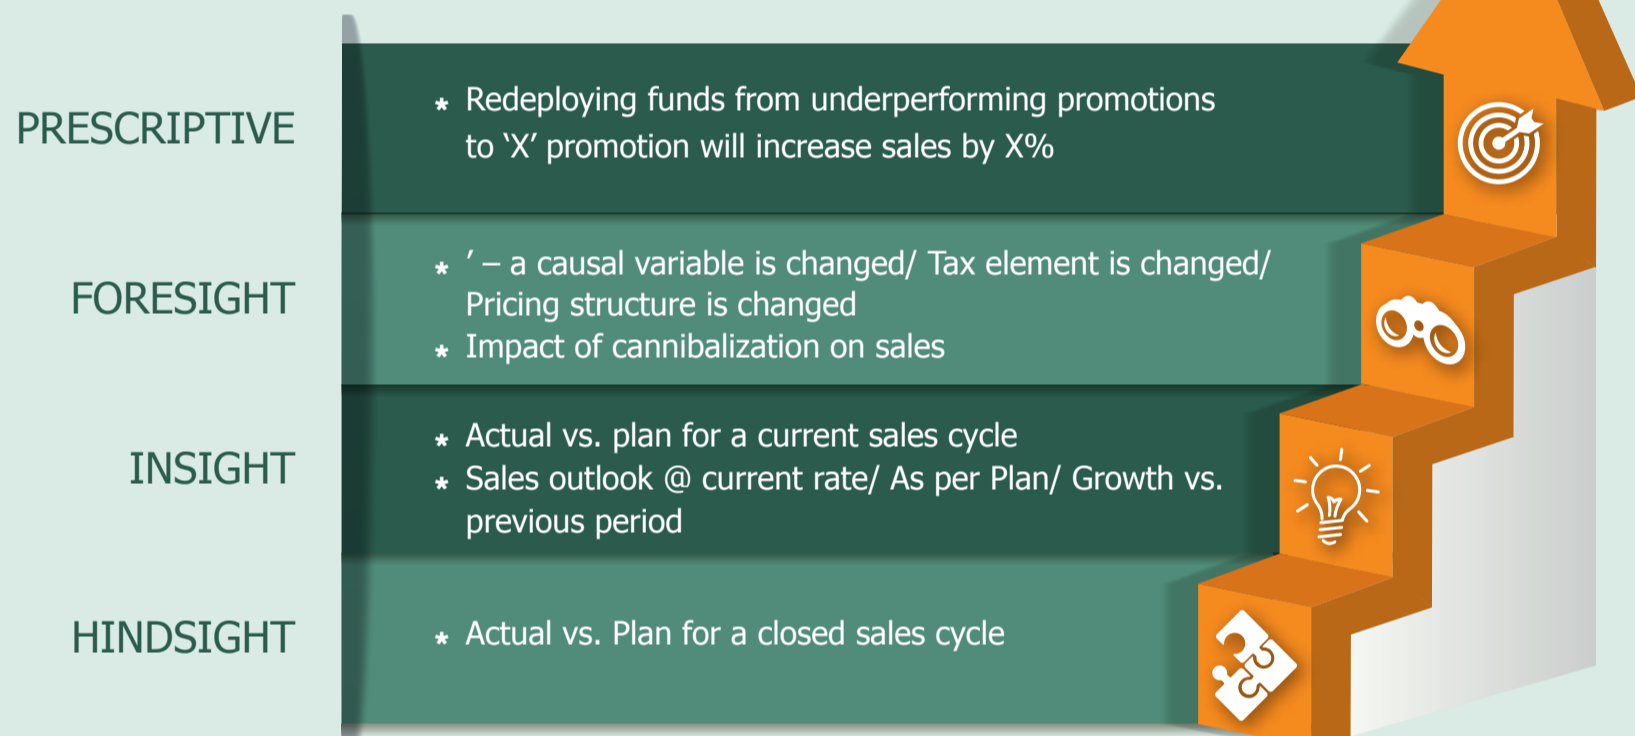 PRESCRIPTIVE
* Redeploying funds from underperforming promotions
to ‘X’ promotion will increase sales by X%
FORESIGHT
* ’ – a causal variable is changed/ Tax element is changed/
Pricing structure is changed
* Impact of cannibalization on sales
INSIGHT
* Actual vs. plan for a current sales cycle
* Sales outlook @ current rate/ As per Plan/ Growth vs.
previous period
HINDSIGHT
* Actual vs. Plan for a closed sales cycle